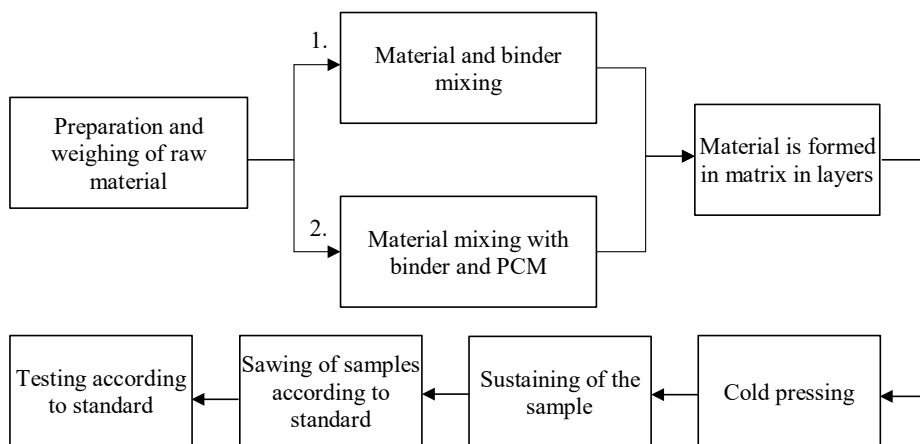 Preparation and
weighing of raw
material
1.
Material and binder
mixing
2.
Material mixing with
binder and PCM
Material is formed
in matrix in layers
Cold pressing
Sustaining of the
sample
Sawing of samples
according to
standard
Testing according
to standard